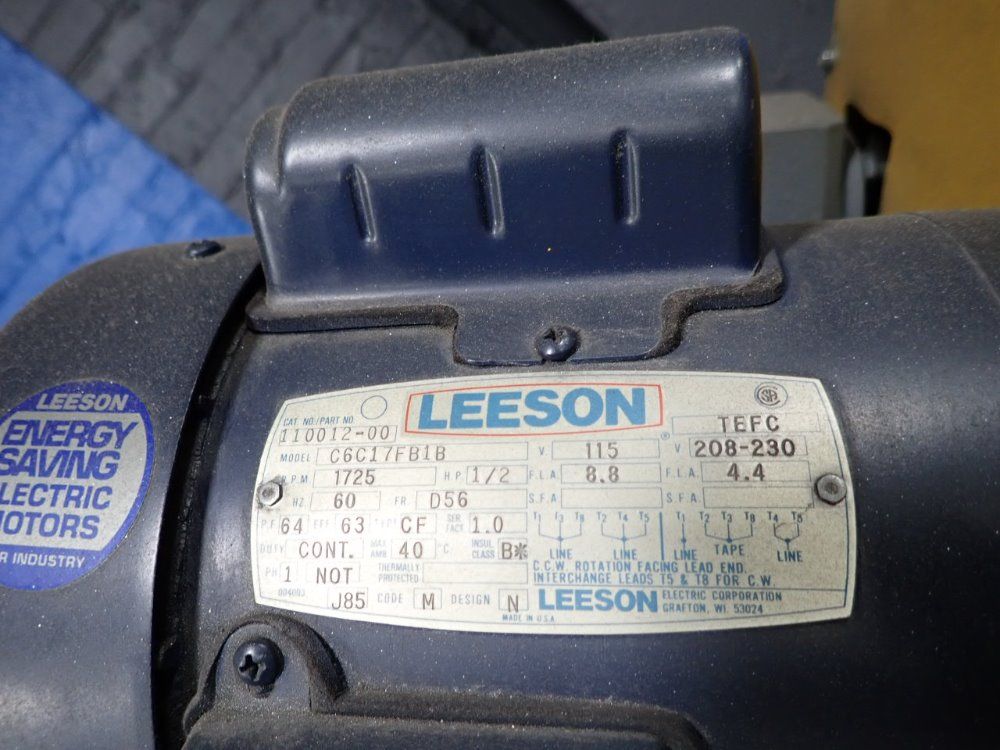 LEESON
ENERGY
SAVING
ELECTRIC
MOTORS
R INDUSTRY
CAT NO./PART NO.
110012-00
LEESON ®
TEFC
MODEL C6C17FB1B V 115 V 208-230
R.P.M. 1725 H.P. 1/2 F.L.A. 8.8 F.L.A. 4.4
HZ 60 FR D56 S.F.A. S.F.A.
P.F. 64 EFF 63 TYPE CF SER. FACT 1.0
DUTY CONT. MAX AMB 40 °C INSUL CLASS B*
PH 1 NOT THERMALLY PROTECTED
J85 CODE M DESIGN N
T1 T3 T8 T2 T4 T5 T1 T2 T3 T8 T4 T5
LINE LINE LINE TAPE LINE
C.C.W. ROTATION FACING LEAD END.
INTERCHANGE LEADS T5 & T8 FOR C.W.
LEESON ELECTRIC CORPORATION
GRAFTON, WI. 53024
MADE IN U.S.A.